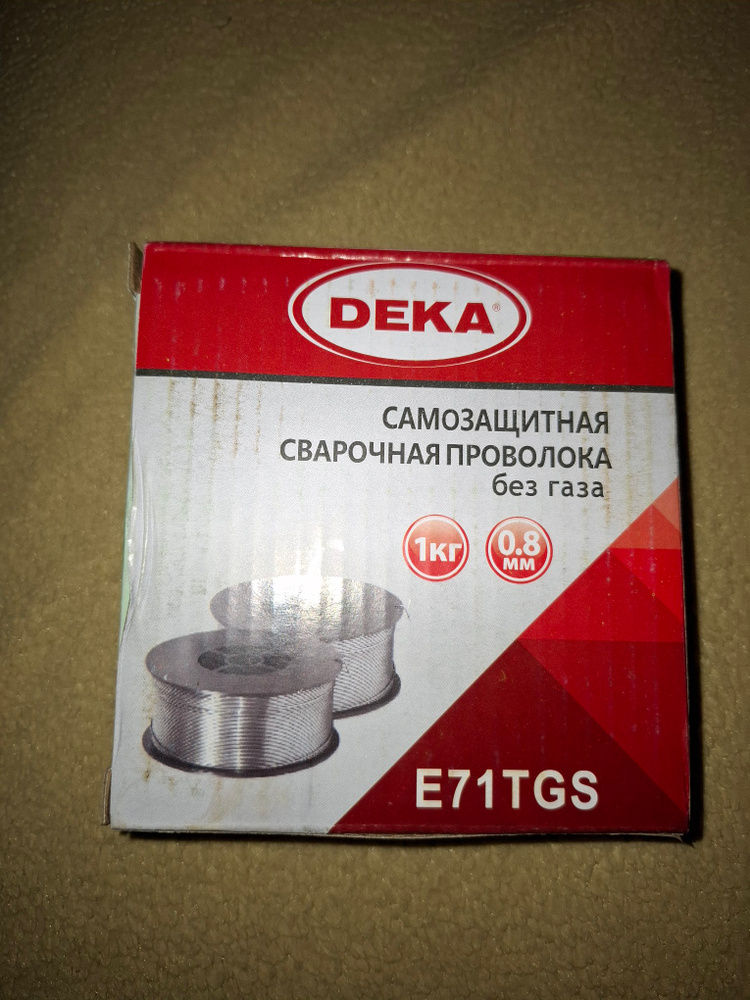 DEKA®
САМОЗАЩИТНАЯ
СВАРОЧНАЯ ПРОВОЛОКА
без газа
1кг
0.8
мм
E71TGS